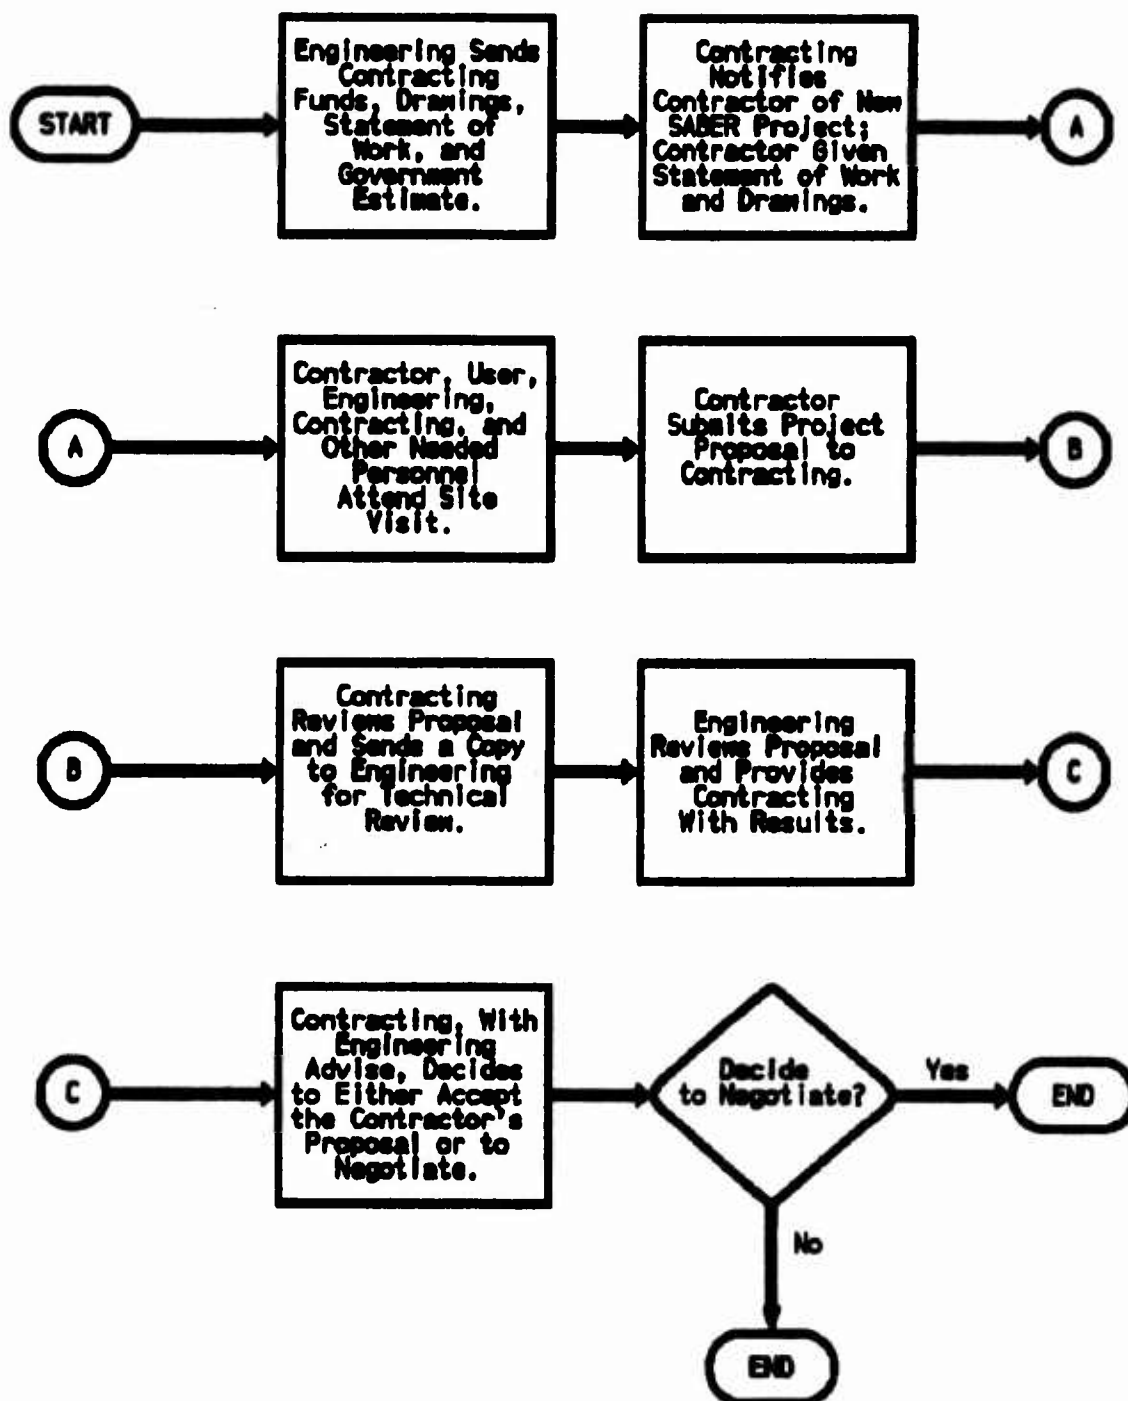 START
Engineering Sends
Contracting
Funds, Drawings,
Statement of
Work, and
Government
Estimate.
Contracting
Notifies
Contractor of New
SABER Project;
Contractor Given
Statement of Work
and Drawings.
A
A
Contractor, User,
Engineering,
Contracting, and
Other Needed
Personnel
Attend Site
Visit.
Contractor
Submits Project
Proposal to
Contracting.
B
B
Contracting
Reviews Proposal
and Sends a Copy
to Engineering
for Technical
Review.
Engineering
Reviews Proposal
and Provides
Contracting
With Results.
C
C
Contracting, With
Engineering
Advise, Decides
to Either Accept
the Contractor's
Proposal or to
Negotiate.
Decide
to Negotiate?
Yes
END
No
END